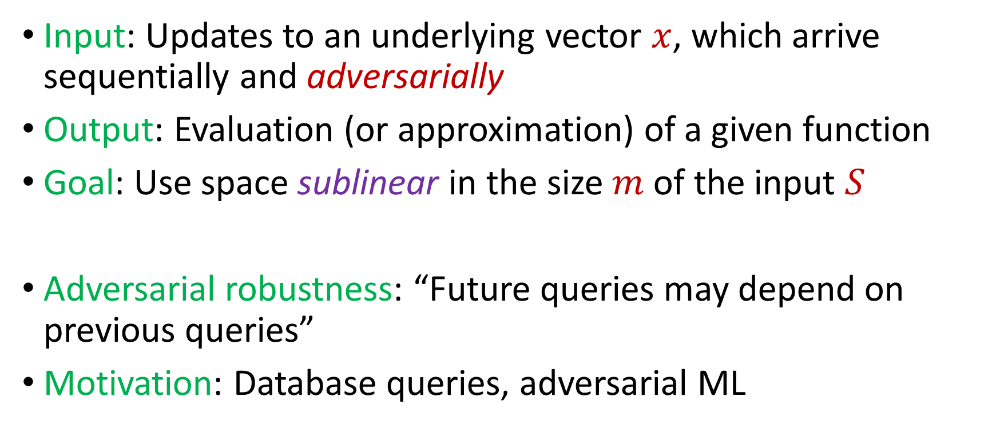 • Input: Updates to an underlying vector x, which arrive
sequentially and adversarially
• Output: Evaluation (or approximation) of a given function
• Goal: Use space sublinear in the size m of the input S
• Adversarial robustness: “Future queries may depend on
previous queries”
• Motivation: Database queries, adversarial ML